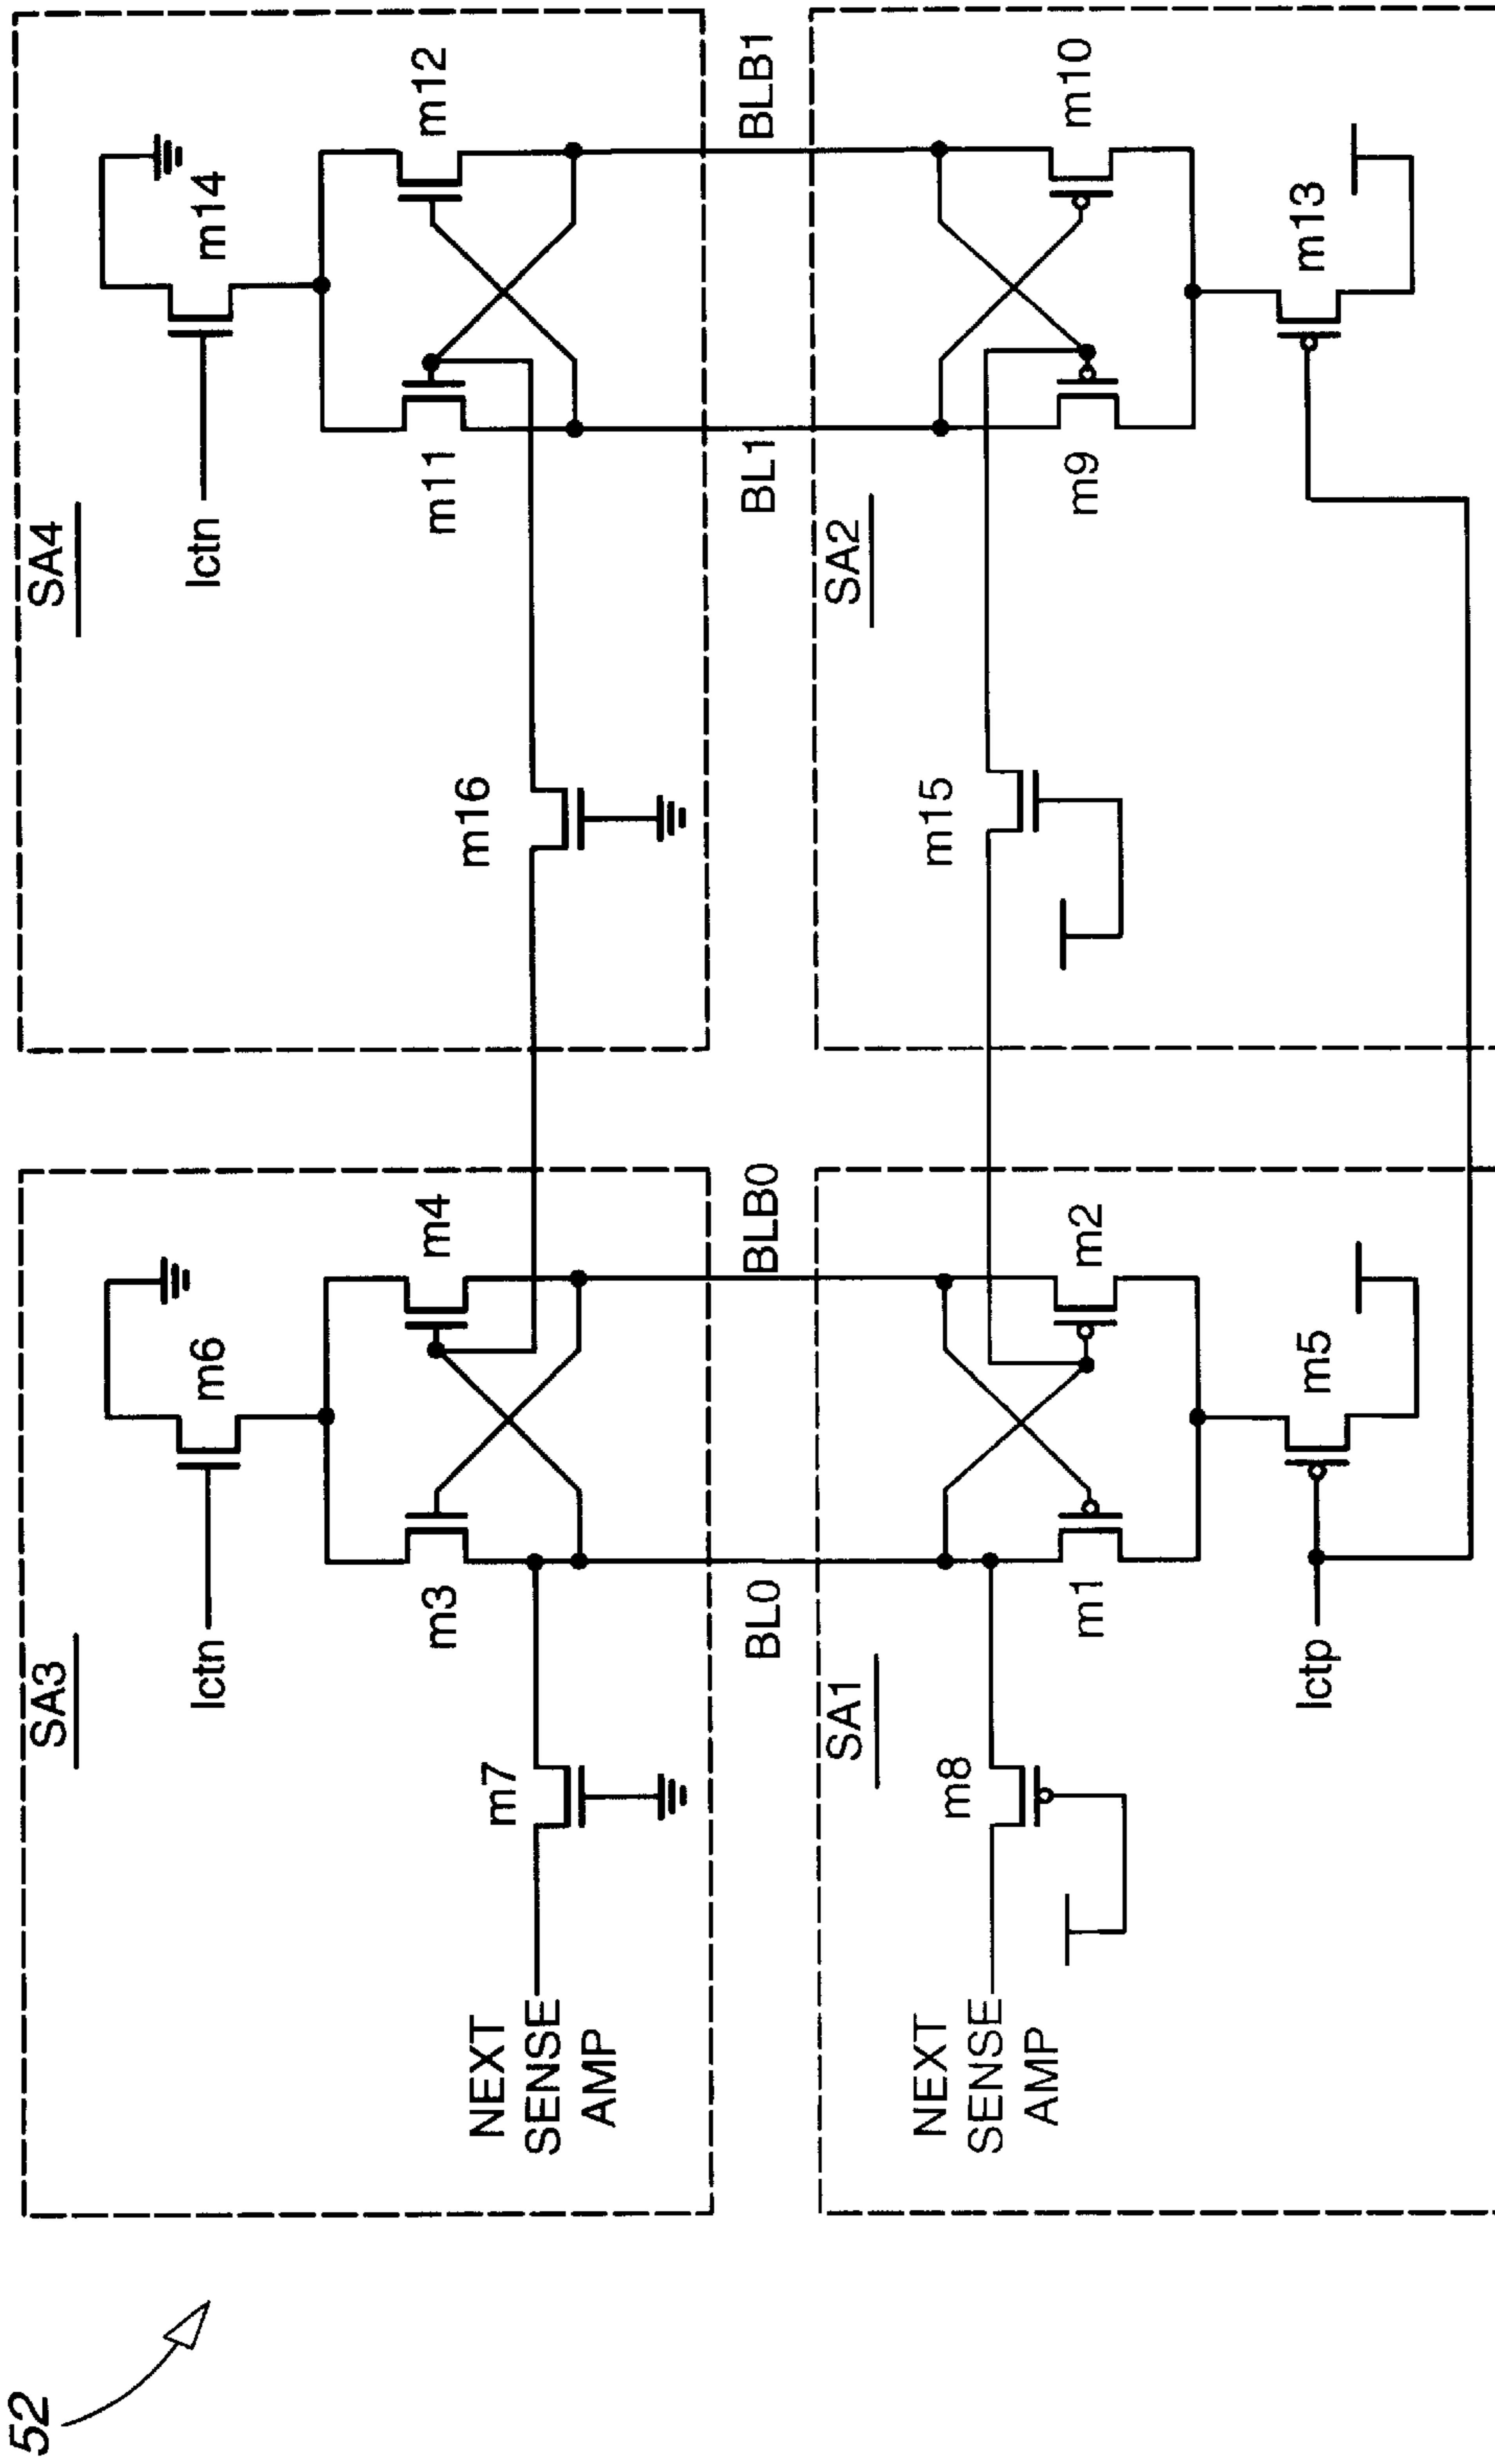 52
SA3
lctn
m6
m3
m4
m7
NEXT
SENSE
AMP
BL0
BLB0
SA1
m8
NEXT
SENSE
AMP
m1
m2
lctp
m5
SA4
lctn
m14
m11
m12
m16
BL1
BLB1
SA2
m15
m9
m10
m13